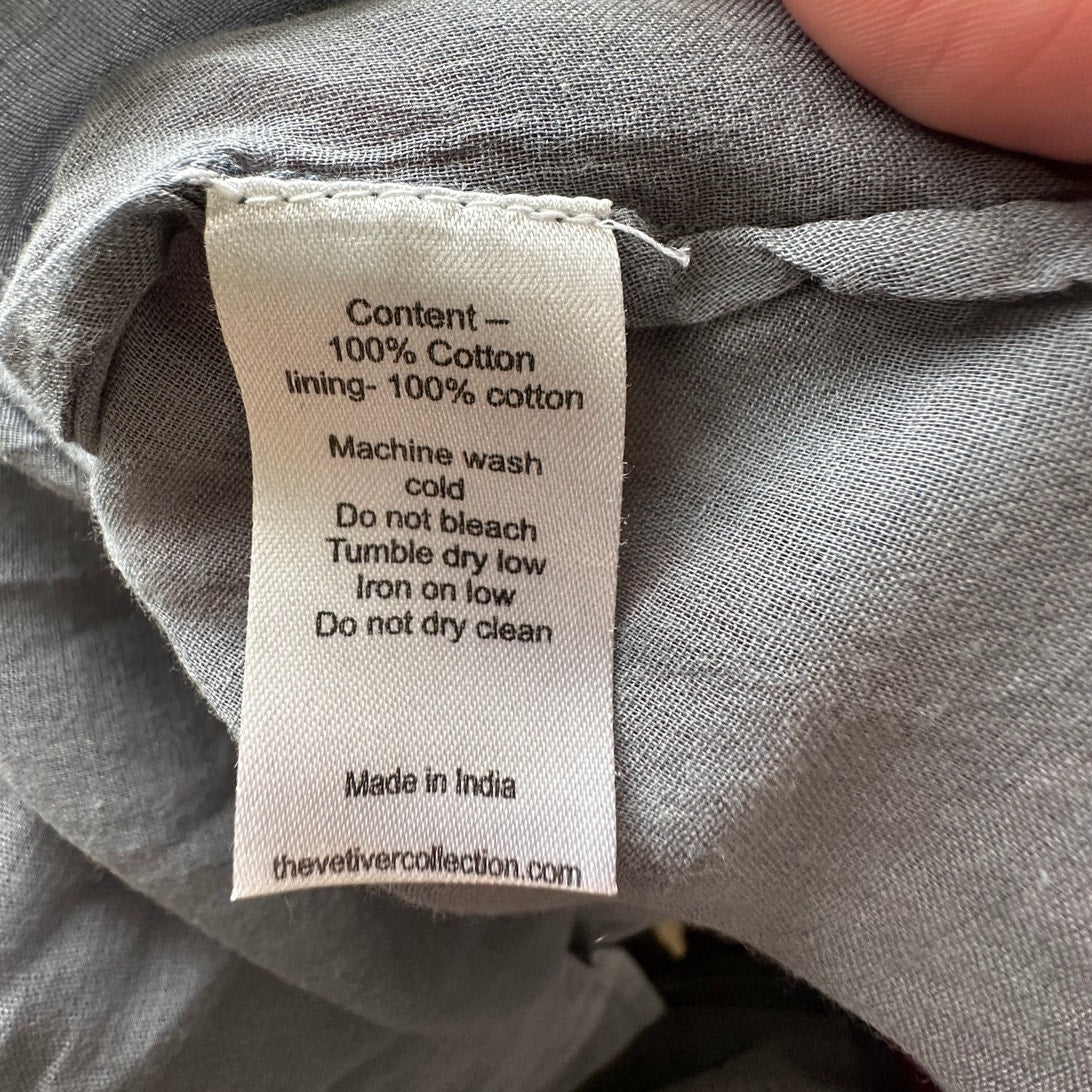 Content –
100% Cotton
lining- 100% cotton
Machine wash
cold
Do not bleach
Tumble dry low
Iron on low
Do not dry clean
Made in India
thevetivercollection.com